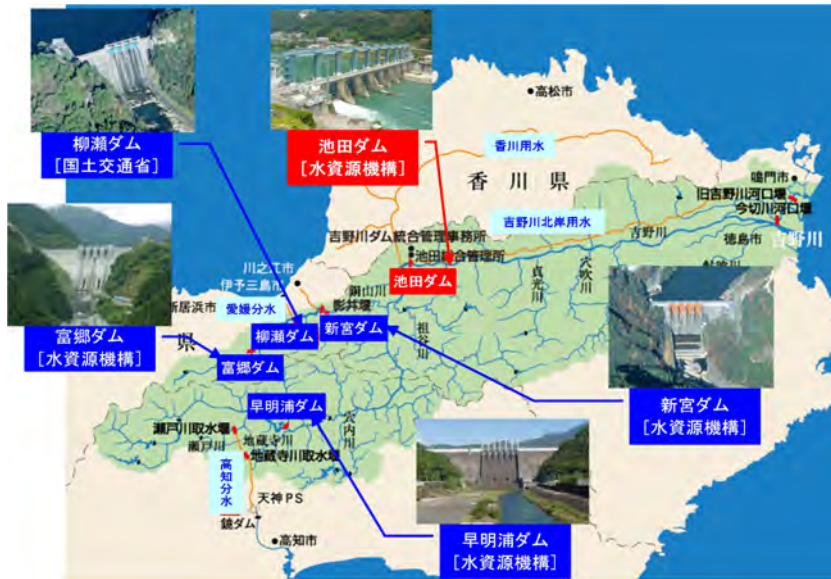 高松市
柳瀬ダム
[国土交通省]
池田ダム
[水資源機構]
香川用水
香川県
鳴門市
旧吉野川河口堰
今切川河口堰
吉野川北岸用水
吉野川
吉野川
徳島市
吉野川ダム統合管理事務所
池田総合管理所
池田ダム
川之江市
伊予三島市
銅山川
貞光川
穴吹川
鮎喰川
新居浜市
愛媛分水
影井堰
柳瀬ダム
新宮ダム
祖谷川
県
富郷ダム
[水資源機構]
富郷ダム
早明浦ダム
新宮ダム
[水資源機構]
瀬戸川取水堰
瀬戸川
地蔵寺川
地蔵寺川取水堰
穴内川
高知分水
天神PS
鏡ダム
高知市
早明浦ダム
[水資源機構]